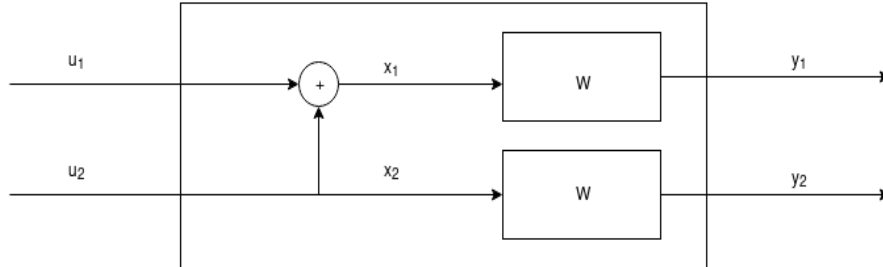 u₁ x₁ y₁
+ W
u₂ x₂ y₂
W